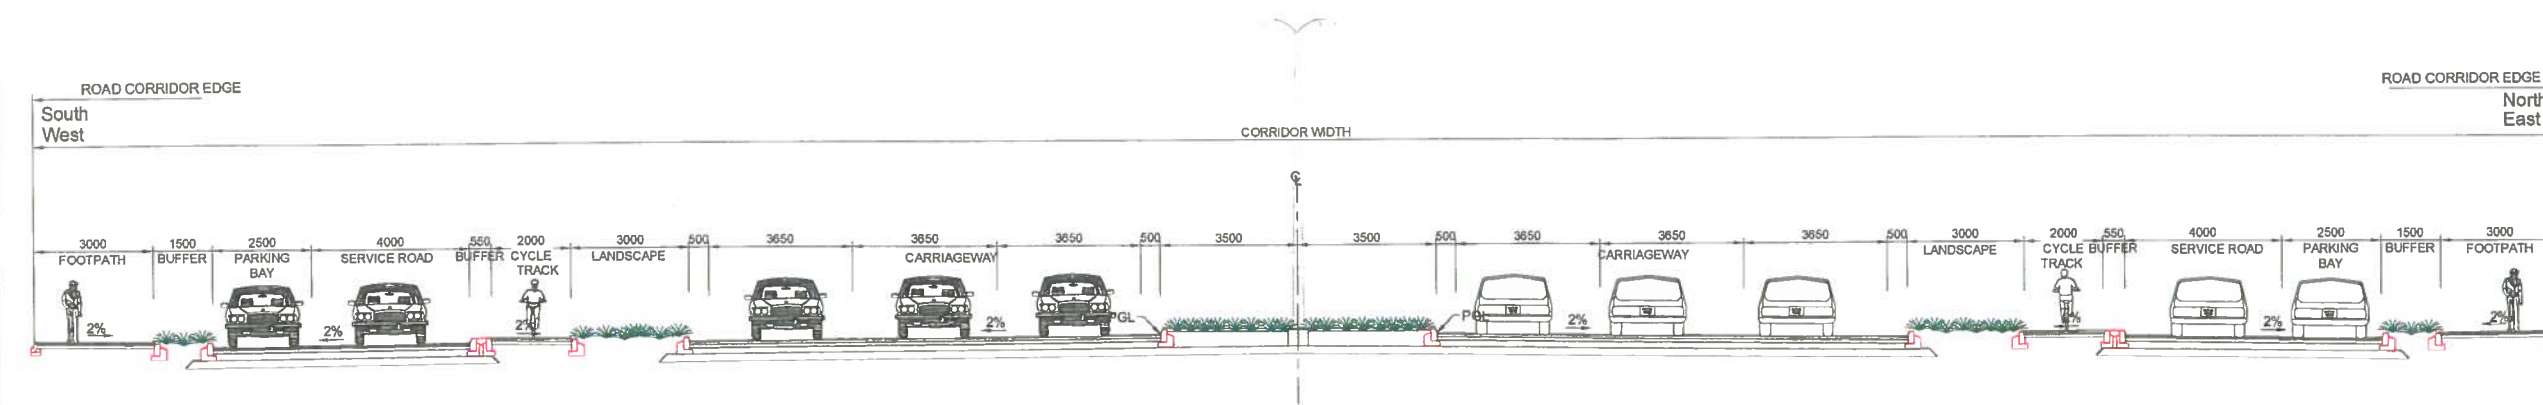 ROAD CORRIDOR EDGE
ROAD CORRIDOR EDGE
South
West
North
East
CORRIDOR WIDTH
℄
3000 1500 2500 4000 550 2000 3000 500 3650 3650 3650 500 3500 3500 500 3650 3650 3650 500 3000 2000 550 4000 2500 1500 3000
FOOTPATH BUFFER PARKING SERVICE ROAD BUFFER CYCLE LANDSCAPE CARRIAGEWAY CARRIAGEWAY LANDSCAPE CYCLE BUFFER SERVICE ROAD PARKING BUFFER FOOTPATH
BAY TRACK TRACK BAY
PGL PGL
2% 2% 2% 2% 2% 2% 2% 2%